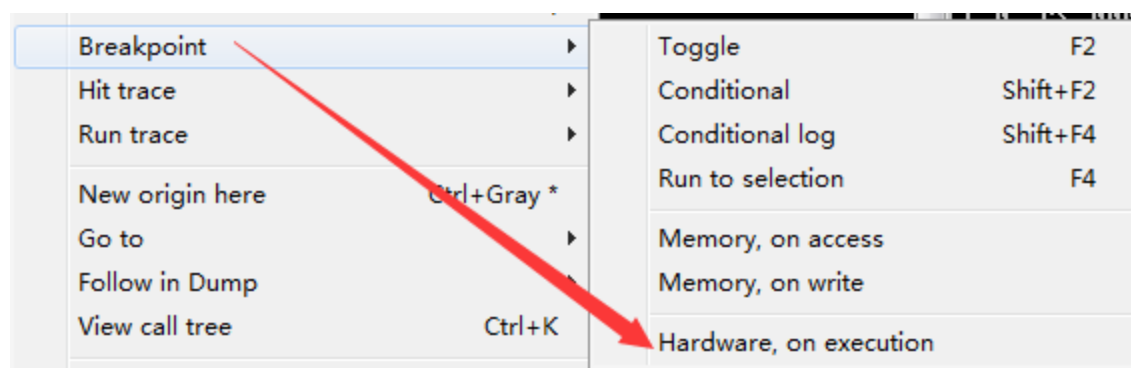 Breakpoint
Hit trace
Run trace
New origin here Ctrl+Gray *
Go to
Follow in Dump
View call tree Ctrl+K
Toggle F2
Conditional Shift+F2
Conditional log Shift+F4
Run to selection F4
Memory, on access
Memory, on write
Hardware, on execution